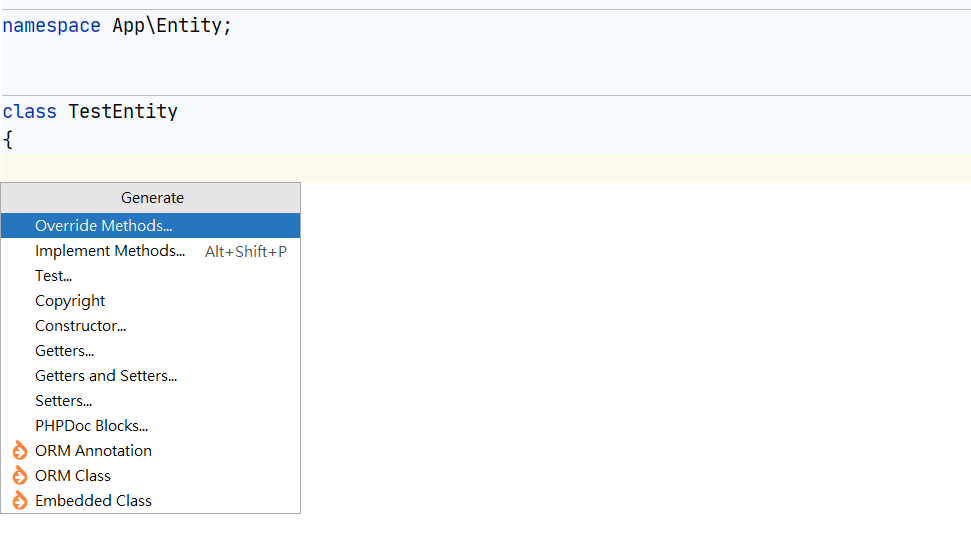 namespace App\Entity;
class TestEntity
{
Generate
Override Methods...
Implement Methods... Alt+Shift+P
Test...
Copyright
Constructor...
Getters...
Getters and Setters...
Setters...
PHPDoc Blocks...
ORM Annotation
ORM Class
Embedded Class